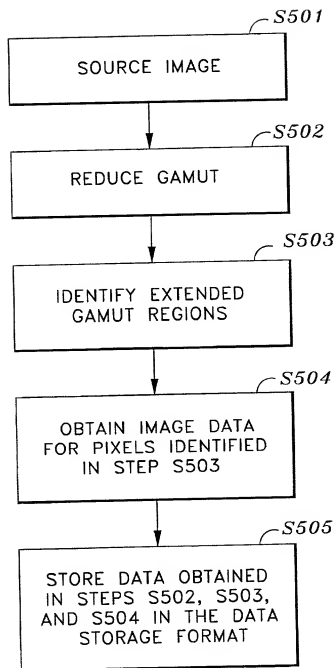 S501
SOURCE IMAGE
S502
REDUCE GAMUT
S503
IDENTIFY EXTENDED
GAMUT REGIONS
S504
OBTAIN IMAGE DATA
FOR PIXELS IDENTIFIED
IN STEP S503
S505
STORE DATA OBTAINED
IN STEPS S502, S503,
AND S504 IN THE DATA
STORAGE FORMAT